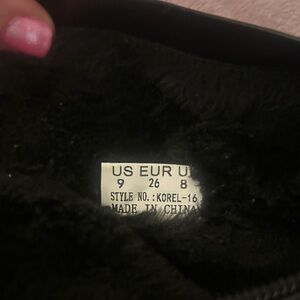 US EUR U
9 26 8
STYLE NO.:KOREL-16
MADE IN CHINA